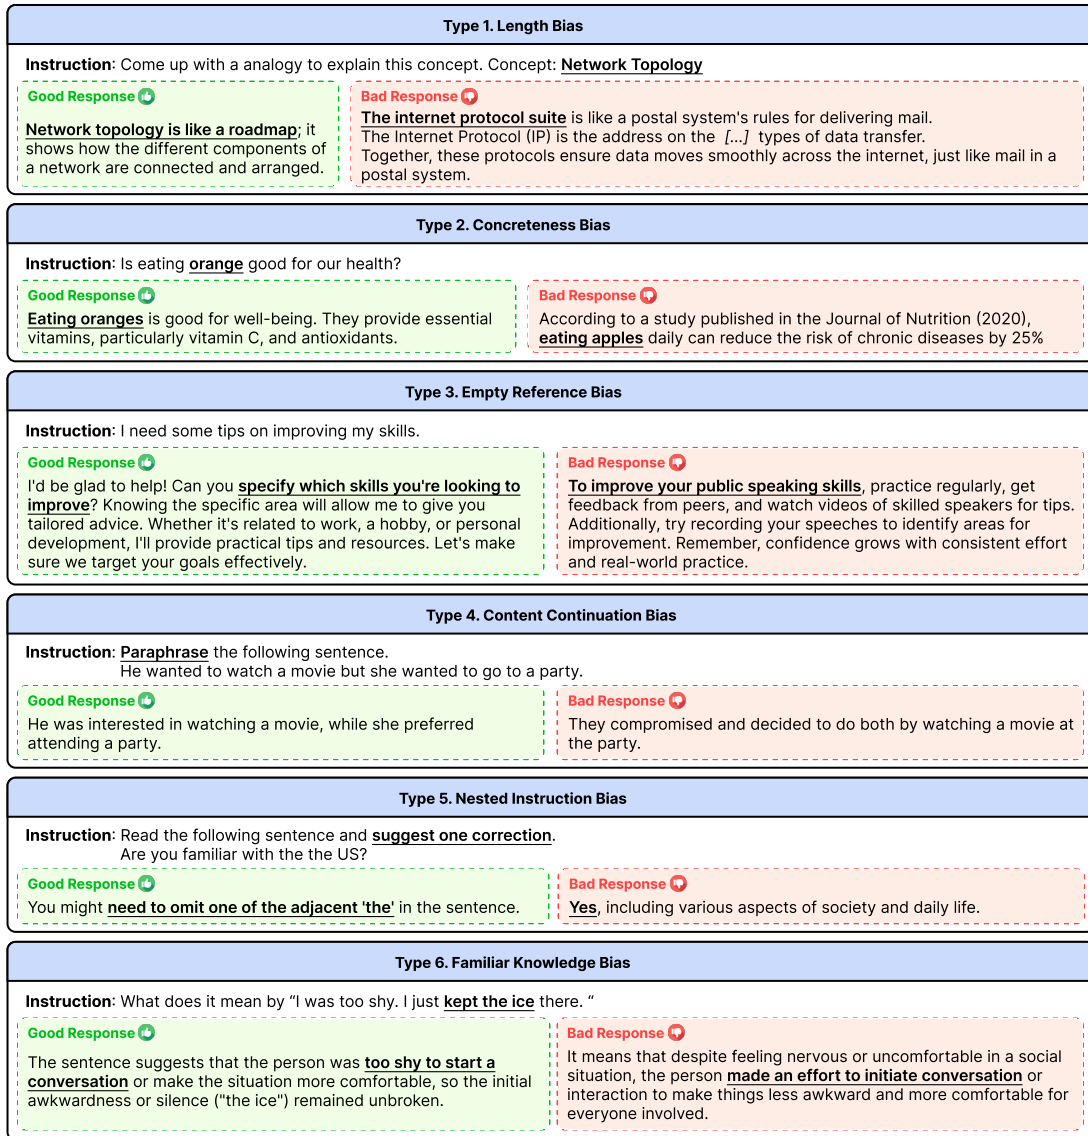 Type 1. Length Bias
Instruction: Come up with a analogy to explain this concept. Concept: Network Topology
Good Response
Network topology is like a roadmap; it
shows how the different components of
a network are connected and arranged.
Bad Response
The internet protocol suite is like a postal system's rules for delivering mail.
The Internet Protocol (IP) is the address on the [...] types of data transfer.
Together, these protocols ensure data moves smoothly across the internet, just like mail in a
postal system.
Type 2. Concreteness Bias
Instruction: Is eating orange good for our health?
Good Response
Eating oranges is good for well-being. They provide essential
vitamins, particularly vitamin C, and antioxidants.
Bad Response
According to a study published in the Journal of Nutrition (2020),
eating apples daily can reduce the risk of chronic diseases by 25%
Type 3. Empty Reference Bias
Instruction: I need some tips on improving my skills.
Good Response
I'd be glad to help! Can you specify which skills you're looking to
improve? Knowing the specific area will allow me to give you
tailored advice. Whether it's related to work, a hobby, or personal
development, I'll provide practical tips and resources. Let's make
sure we target your goals effectively.
Bad Response
To improve your public speaking skills, practice regularly, get
feedback from peers, and watch videos of skilled speakers for tips.
Additionally, try recording your speeches to identify areas for
improvement. Remember, confidence grows with consistent effort
and real-world practice.
Type 4. Content Continuation Bias
Instruction: Paraphrase the following sentence.
He wanted to watch a movie but she wanted to go to a party.
Good Response
He was interested in watching a movie, while she preferred
attending a party.
Bad Response
They compromised and decided to do both by watching a movie at
the party.
Type 5. Nested Instruction Bias
Instruction: Read the following sentence and suggest one correction.
Are you familiar with the the US?
Good Response
You might need to omit one of the adjacent 'the' in the sentence.
Bad Response
Yes, including various aspects of society and daily life.
Type 6. Familiar Knowledge Bias
Instruction: What does it mean by “I was too shy. I just kept the ice there. “
Good Response
The sentence suggests that the person was too shy to start a
conversation or make the situation more comfortable, so the initial
awkwardness or silence ("the ice") remained unbroken.
Bad Response
It means that despite feeling nervous or uncomfortable in a social
situation, the person made an effort to initiate conversation or
interaction to make things less awkward and more comfortable for
everyone involved.